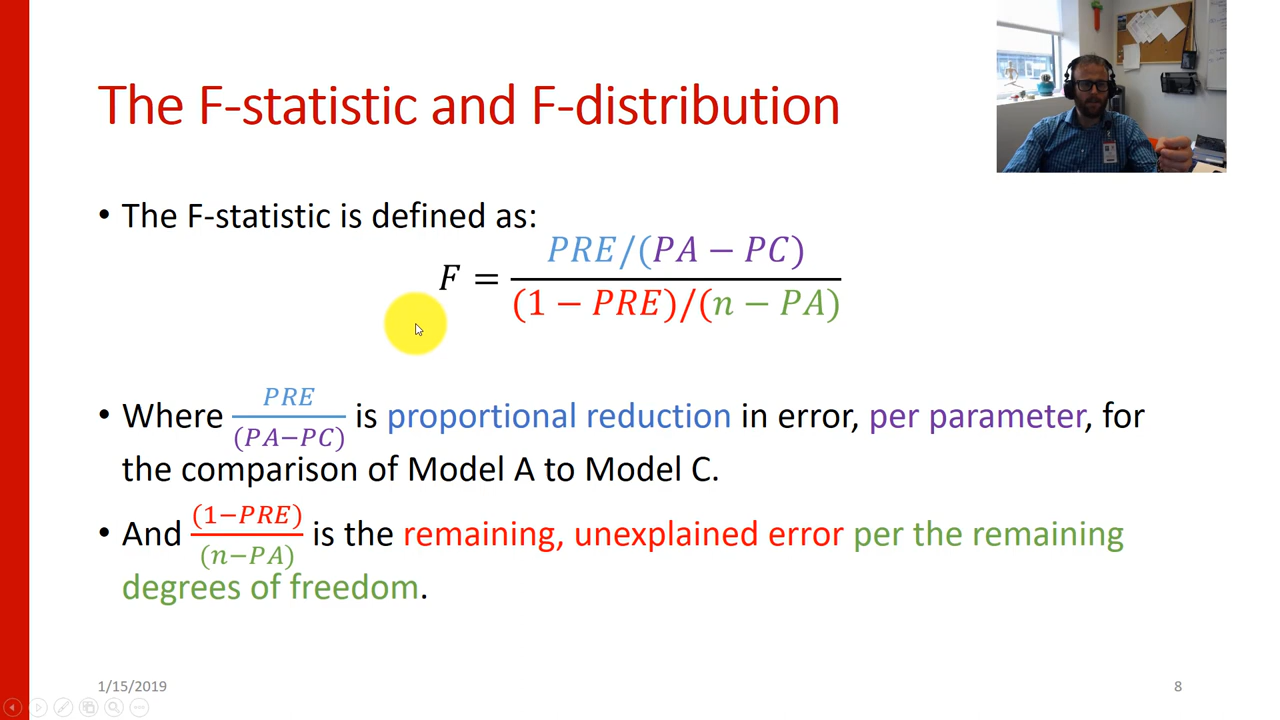 The F-statistic and F-distribution
• The F-statistic is defined as:
F = PRE/(PA − PC) / (1 − PRE)/(n − PA)
• Where PRE/(PA−PC) is proportional reduction in error, per parameter, for
the comparison of Model A to Model C.
• And (1−PRE)/(n−PA) is the remaining, unexplained error per the remaining
degrees of freedom.
1/15/2019
8